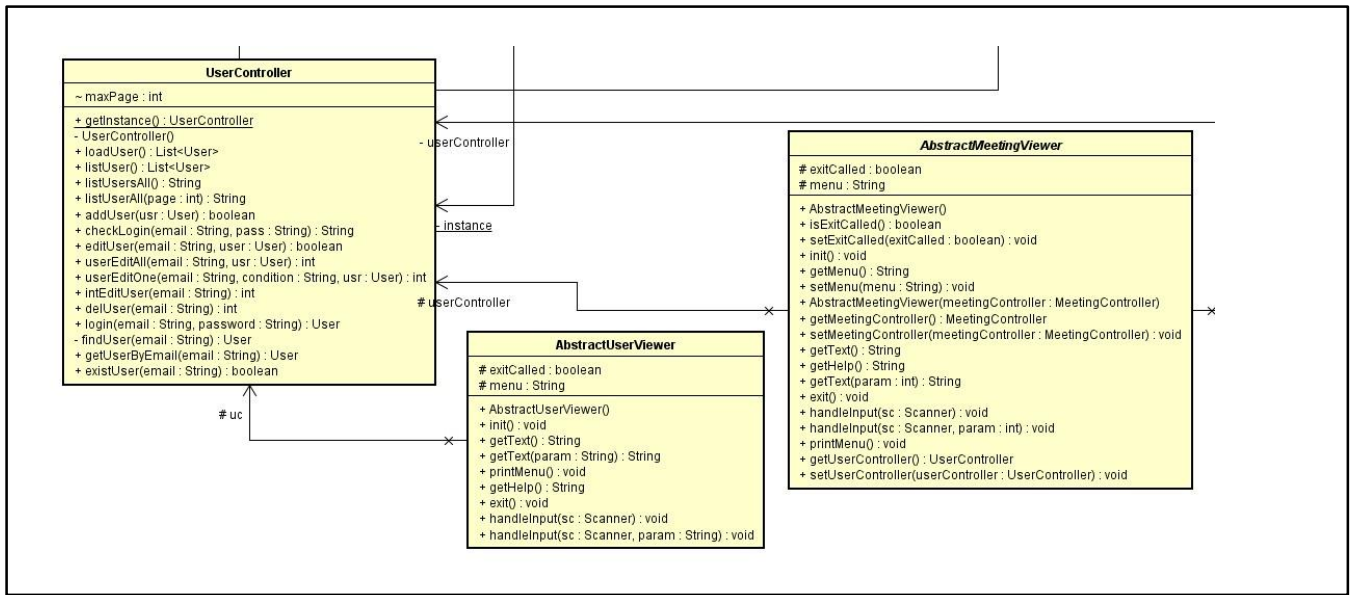 UserController
~ maxPage : int
+ getInstance() : UserController
- UserController()
+ loadUser() : List<User>
+ listUser() : List<User>
+ listUsersAll() : String
+ listUserAll(page : int) : String
+ addUser(usr : User) : boolean
+ checkLogin(email : String, pass : String) : String
+ editUser(email : String, user : User) : boolean
+ userEditAll(email : String, usr : User) : int
+ userEditOne(email : String, condition : String, usr : User) : int
+ intEditUser(email : String) : int
+ delUser(email : String) : int
+ login(email : String, password : String) : User
- findUser(email : String) : User
+ getUserByEmail(email : String) : User
+ existUser(email : String) : boolean
- userController
- instance
# userController
# uc
AbstractUserViewer
# exitCalled : boolean
# menu : String
+ AbstractUserViewer()
+ init() : void
+ getText() : String
+ getText(param : String) : String
+ printMenu() : void
+ getHelp() : String
+ exit() : void
+ handleInput(sc : Scanner) : void
+ handleInput(sc : Scanner, param : String) : void
AbstractMeetingViewer
# exitCalled : boolean
# menu : String
+ AbstractMeetingViewer()
+ isExitCalled() : boolean
+ setExitCalled(exitCalled : boolean) : void
+ init() : void
+ getMenu() : String
+ setMenu(menu : String) : void
+ AbstractMeetingViewer(meetingController : MeetingController)
+ getMeetingController() : MeetingController
+ setMeetingController(meetingController : MeetingController) : void
+ getText() : String
+ getHelp() : String
+ getText(param : int) : String
+ exit() : void
+ handleInput(sc : Scanner) : void
+ handleInput(sc : Scanner, param : int) : void
+ printMenu() : void
+ getUserController() : UserController
+ setUserController(userController : UserController) : void